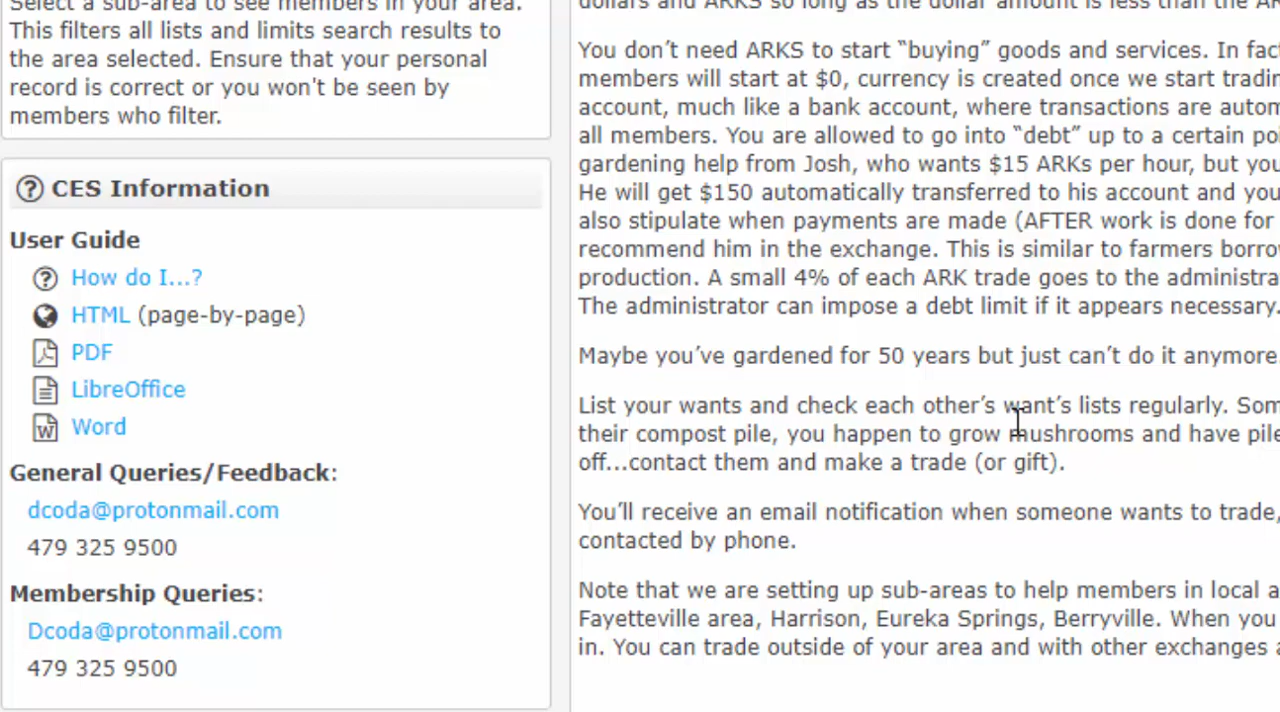 Select a sub-area to see members in your area.
This filters all lists and limits search results to
the area selected. Ensure that your personal
record is correct or you won't be seen by
members who filter.
CES Information
User Guide
How do I...?
HTML (page-by-page)
PDF
LibreOffice
Word
General Queries/Feedback:
dcoda@protonmail.com
479 325 9500
Membership Queries:
Dcoda@protonmail.com
479 325 9500
dollars and ARKS so long as the dollar amount is less than the
You don’t need ARKS to start “buying” goods and services. In
members will start at $0, currency is created once we start
account, much like a bank account, where transactions are
all members. You are allowed to go into “debt” up to a certain
gardening help from Josh, who wants $15 ARKs per hour, but
He will get $150 automatically transferred to his account and
also stipulate when payments are made (AFTER work is done for
recommend him in the exchange. This is similar to farmers
production. A small 4% of each ARK trade goes to the
The administrator can impose a debt limit if it appears necessary.
Maybe you’ve gardened for 50 years but just can’t do it anymore
List your wants and check each other’s want’s lists regularly.
their compost pile, you happen to grow mushrooms and have
off...contact them and make a trade (or gift).
You’ll receive an email notification when someone wants to trade,
contacted by phone.
Note that we are setting up sub-areas to help members in local
Fayetteville area, Harrison, Eureka Springs, Berryville. When you
in. You can trade outside of your area and with other exchanges